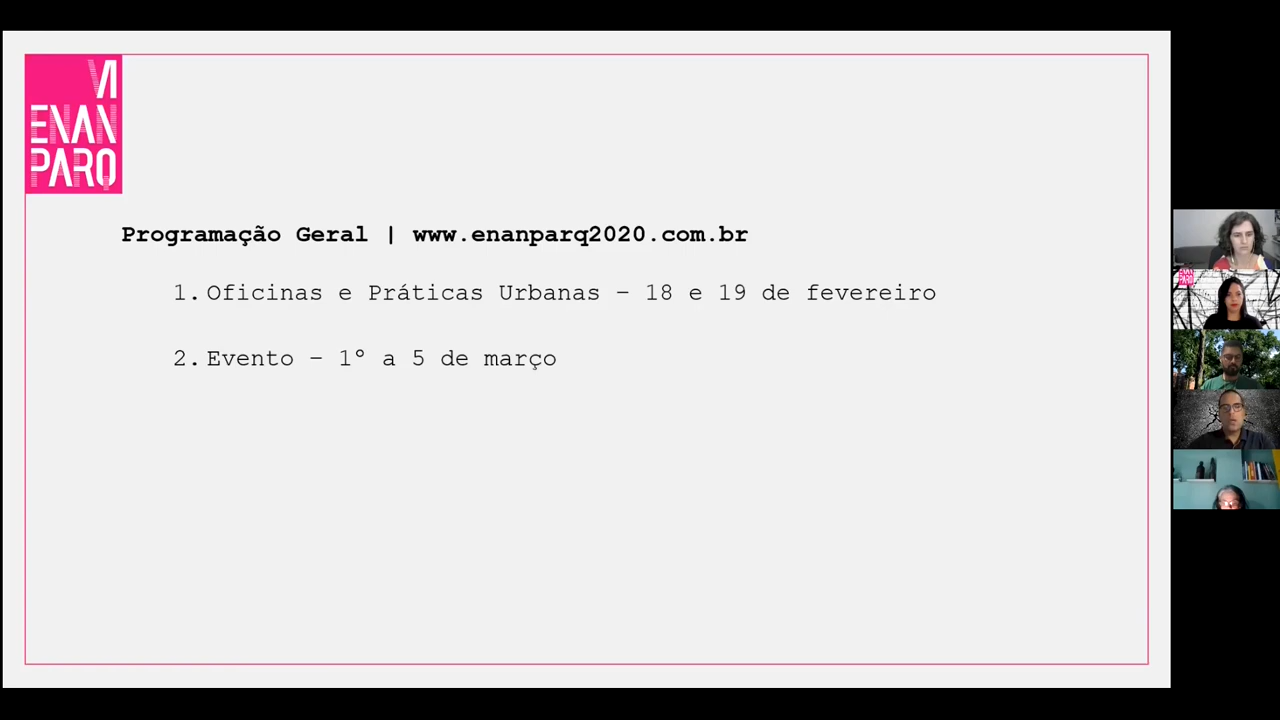 VI
ENAN
PARQ
Programação Geral | www.enanparq2020.com.br
1. Oficinas e Práticas Urbanas – 18 e 19 de fevereiro
2. Evento – 1º a 5 de março